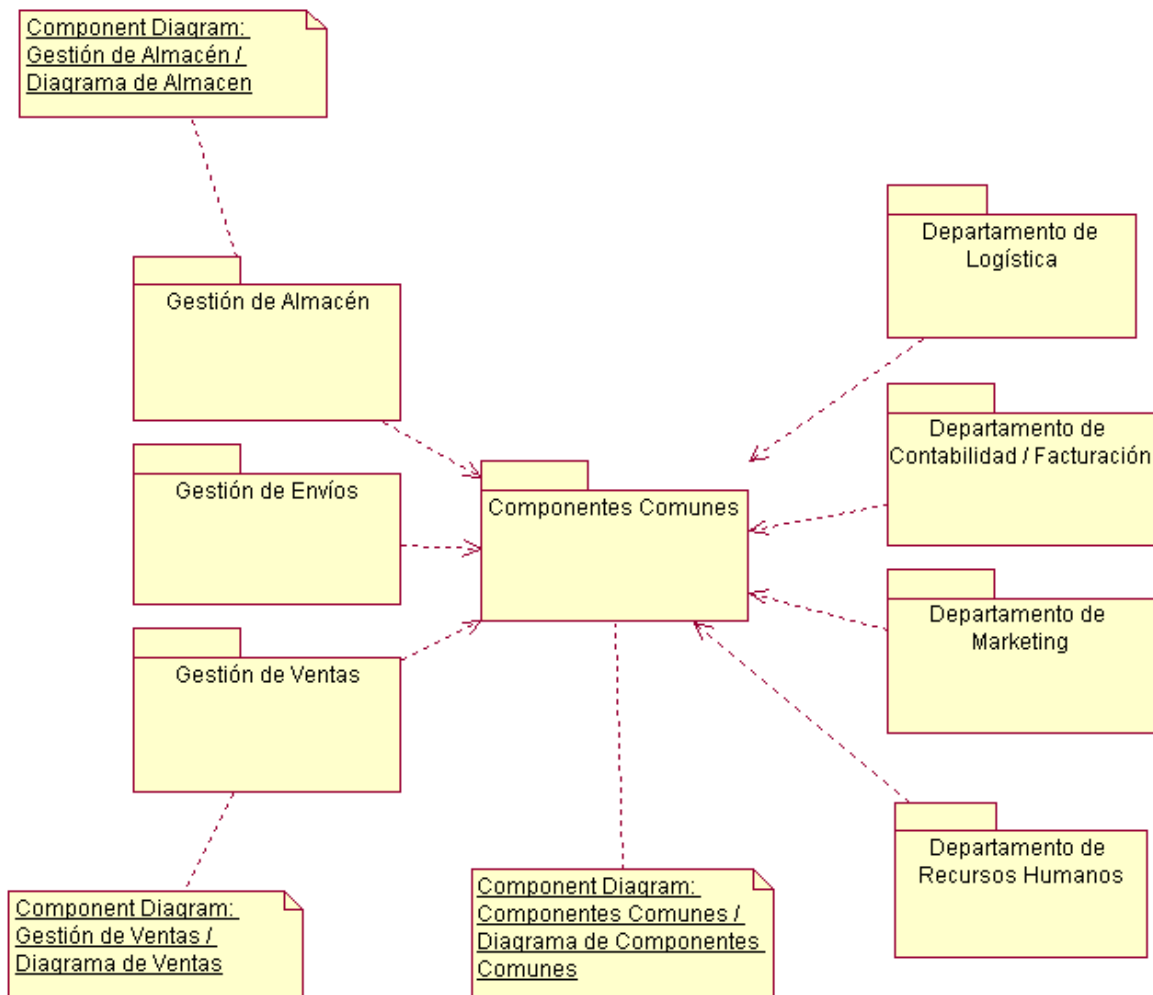 Component Diagram:
Gestión de Almacén /
Diagrama de Almacen
Departamento de
Logística
Gestión de Almacén
Departamento de
Contabilidad / Facturación
Gestión de Envíos
Componentes Comunes
Departamento de
Marketing
Gestión de Ventas
Departamento de
Recursos Humanos
Component Diagram:
Gestión de Ventas /
Diagrama de Ventas
Component Diagram:
Componentes Comunes /
Diagrama de Componentes
Comunes